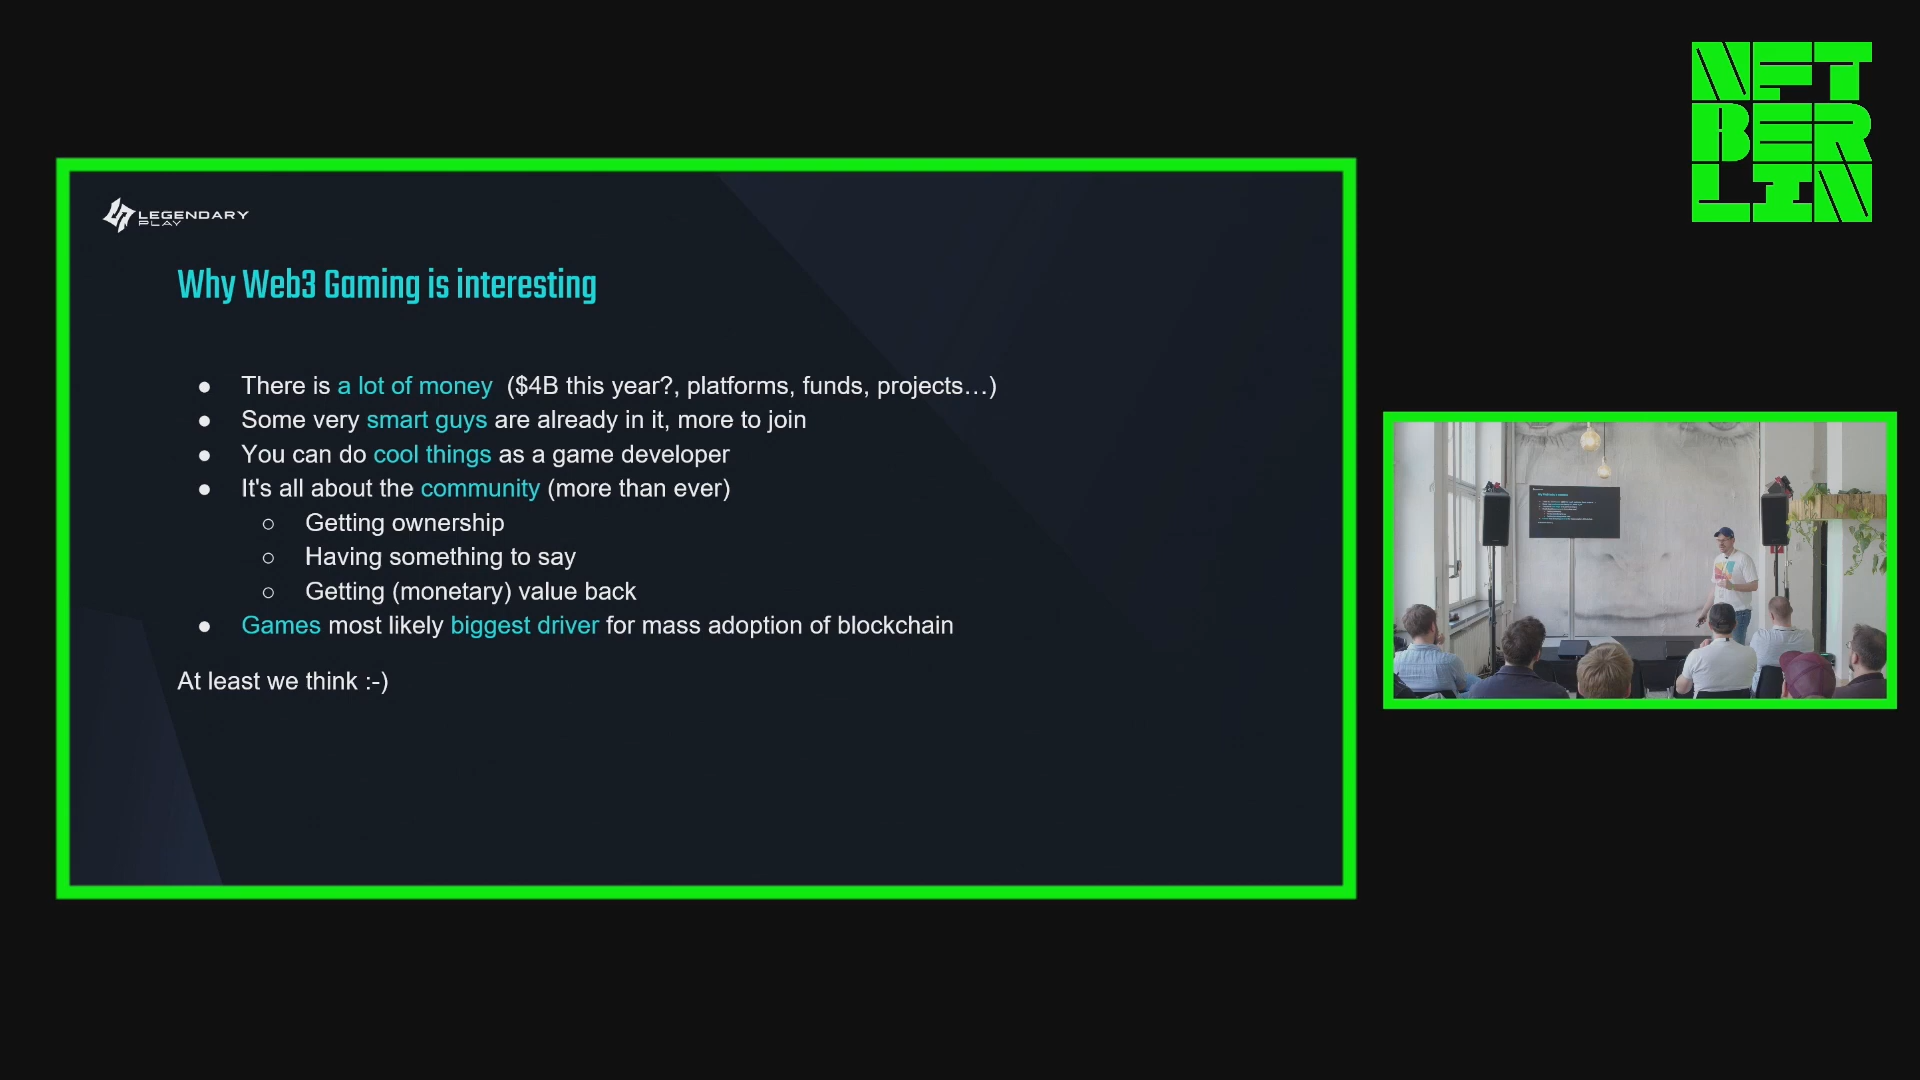 NFT
BER
LIN
LEGENDARY
PLAY
Why Web3 Gaming is interesting
● There is a lot of money ($4B this year?, platforms, funds, projects…)
● Some very smart guys are already in it, more to join
● You can do cool things as a game developer
● It's all about the community (more than ever)
○ Getting ownership
○ Having something to say
○ Getting (monetary) value back
● Games most likely biggest driver for mass adoption of blockchain
At least we think :-)